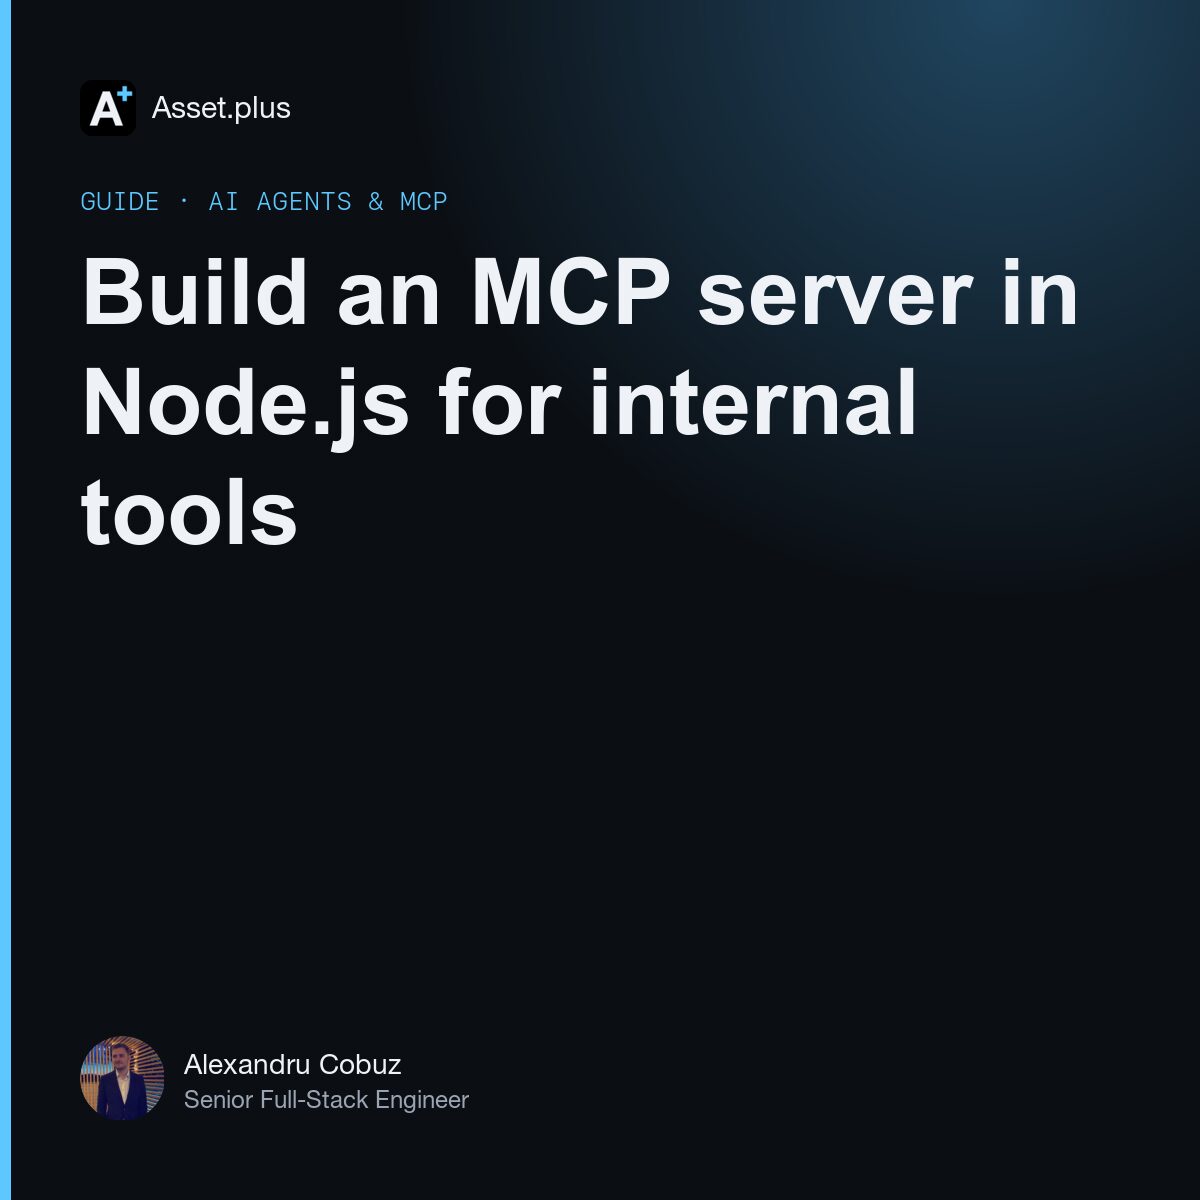 A+ Asset.plus
GUIDE · AI AGENTS & MCP
Build an MCP server in
Node.js for internal
tools
Alexandru Cobuz
Senior Full-Stack Engineer